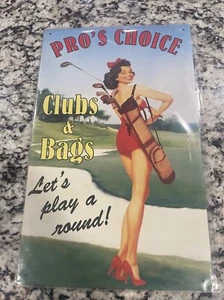 PRO'S CHOICE
Clubs
&
Bags
Let's
play a
round!